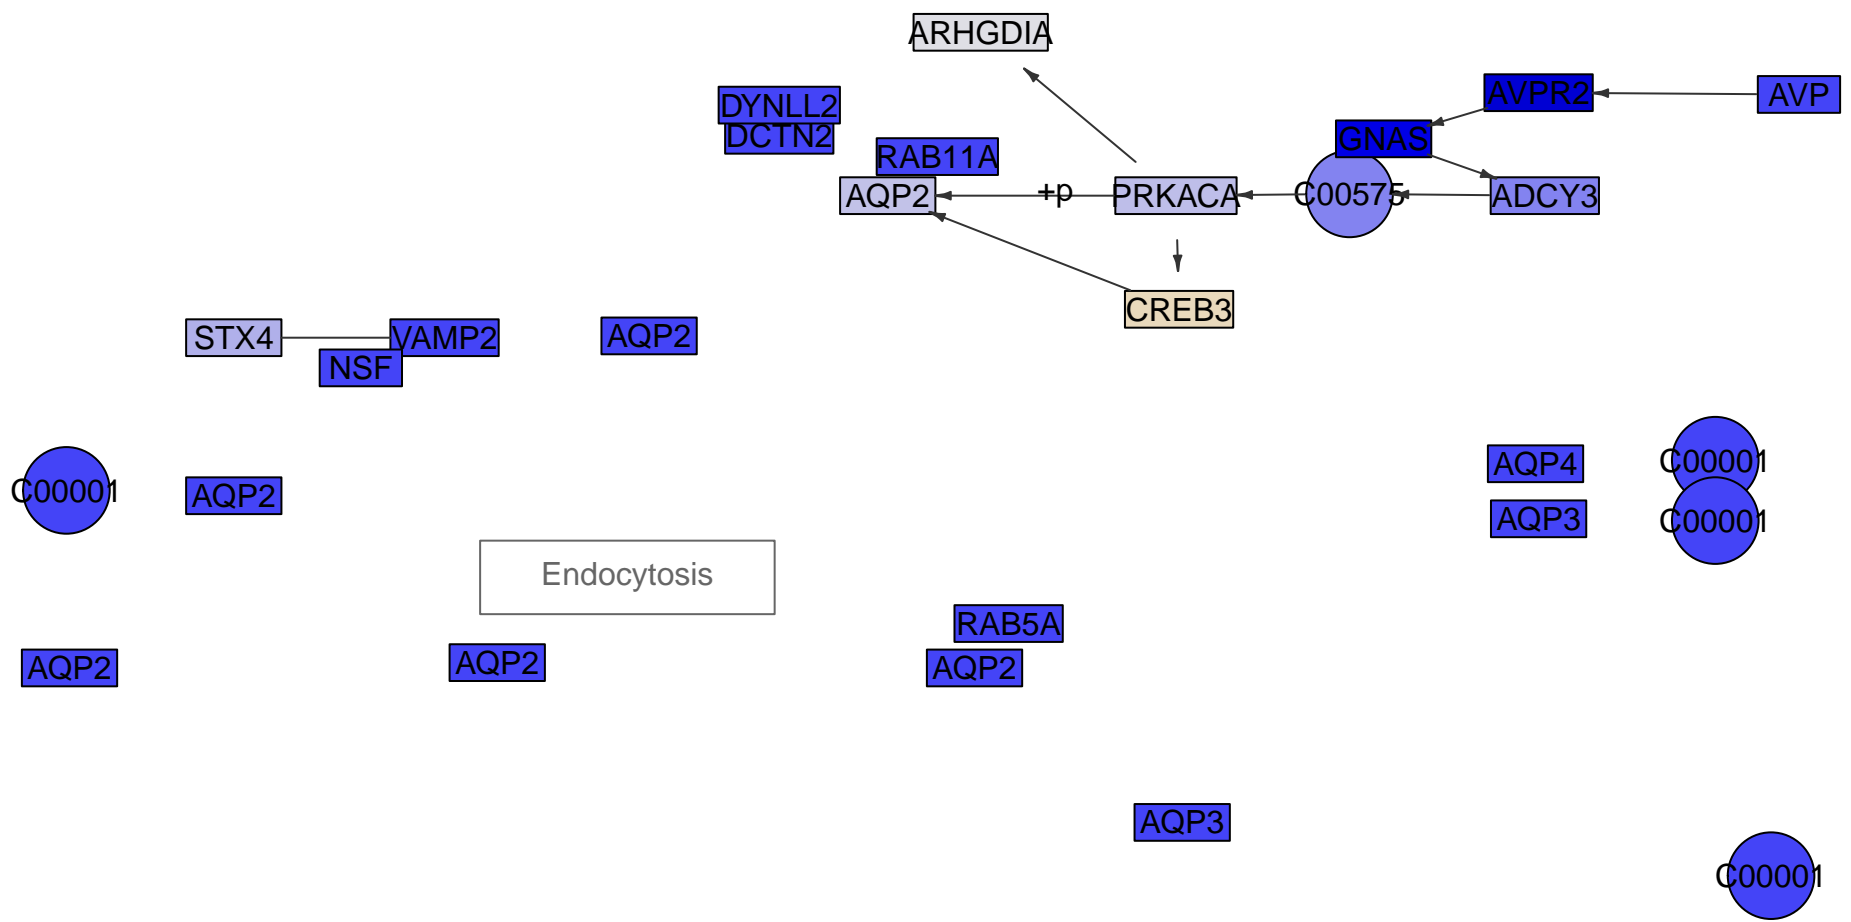 ARHGDIA
DYNLL2
AVPR2
AVP
DCTN2
GNAS
RAB11A
AQP2
+p
PRKACA
C00575
ADCY3
CREB3
STX4
VAMP2
AQP2
NSF
AQP4
C00001
C00001
AQP2
AQP3
C00001
Endocytosis
RAB5A
AQP2
AQP2
AQP2
AQP3
C00001